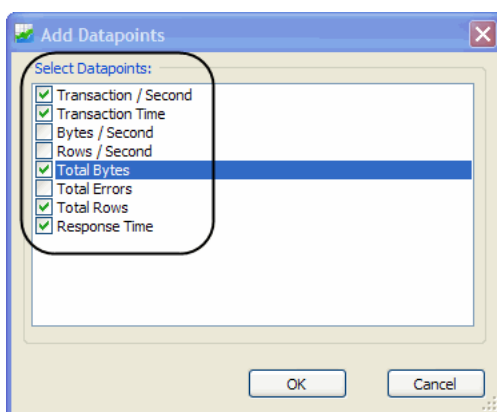 Add Datapoints
Select Datapoints:
Transaction / Second
Transaction Time
Bytes / Second
Rows / Second
Total Bytes
Total Errors
Total Rows
Response Time
OK Cancel